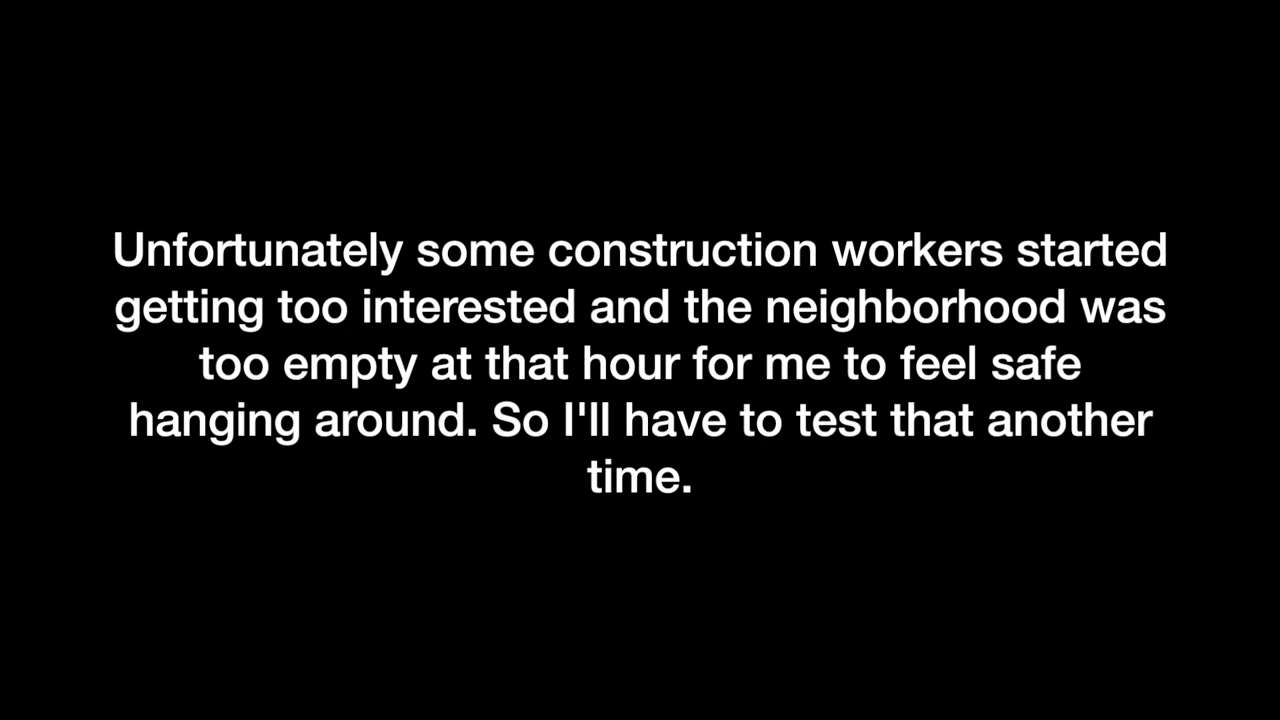 Unfortunately some construction workers started
getting too interested and the neighborhood was
too empty at that hour for me to feel safe
hanging around. So I'll have to test that another
time.